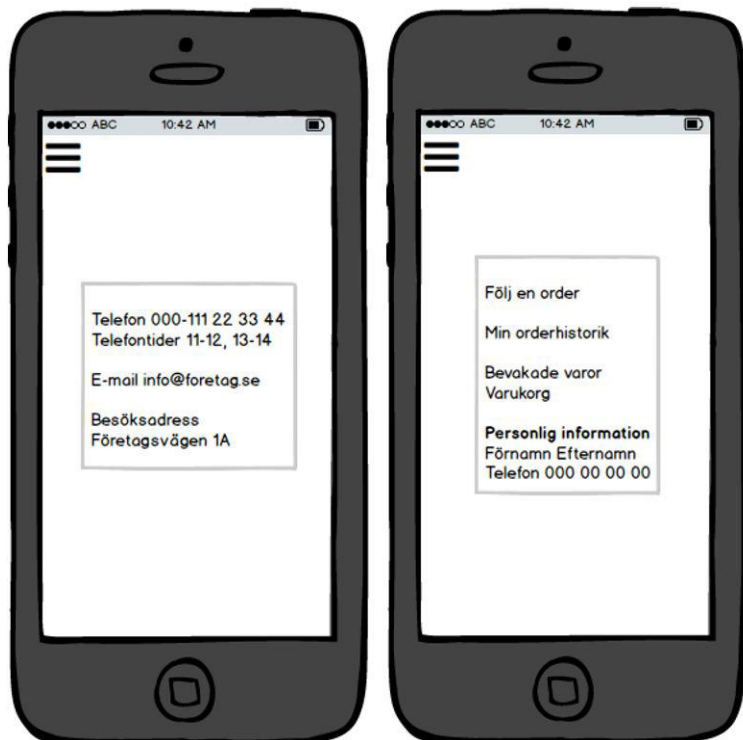 ABC 10:42 AM
Telefon 000-111 22 33 44
Telefontider 11-12, 13-14
E-mail info@foretag.se
Besöksadress
Företagsvägen 1A
ABC 10:42 AM
Följ en order
Min orderhistorik
Bevakade varor
Varukorg
Personlig information
Förnamn Efternamn
Telefon 000 00 00 00